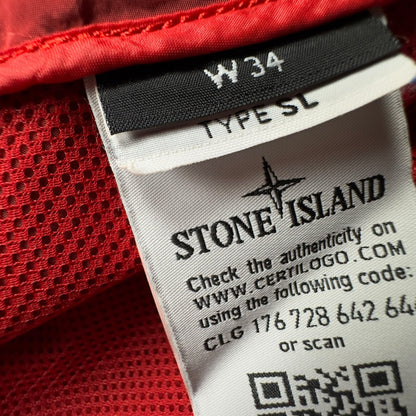 W 34
TYPE SL
STONE ISLAND
Check the authenticity on
WWW.CERTILOGO.COM
using the following code:
CLG 176 728 642 64
or scan